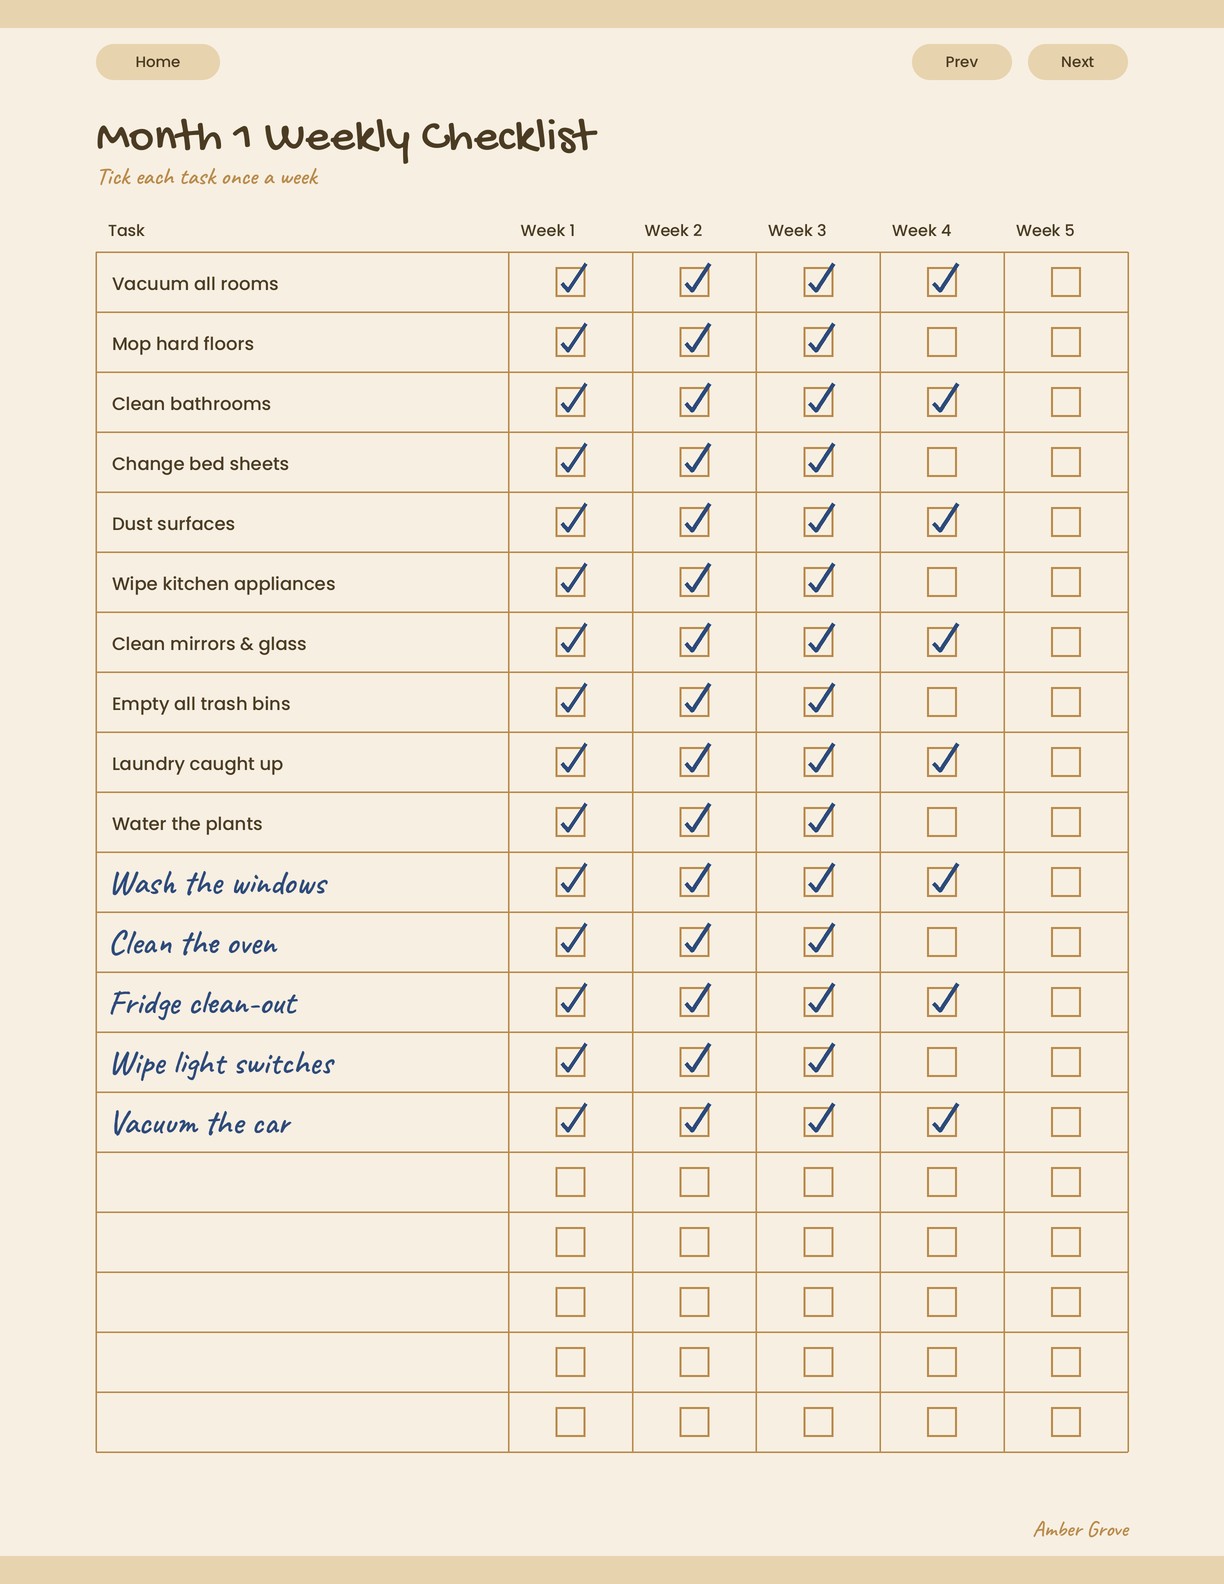 Home
Prev
Next
Month 1 Weekly Checklist
Tick each task once a week
Task Week 1 Week 2 Week 3 Week 4 Week 5
Vacuum all rooms
Mop hard floors
Clean bathrooms
Change bed sheets
Dust surfaces
Wipe kitchen appliances
Clean mirrors & glass
Empty all trash bins
Laundry caught up
Water the plants
Wash the windows
Clean the oven
Fridge clean-out
Wipe light switches
Vacuum the car
Amber Grove